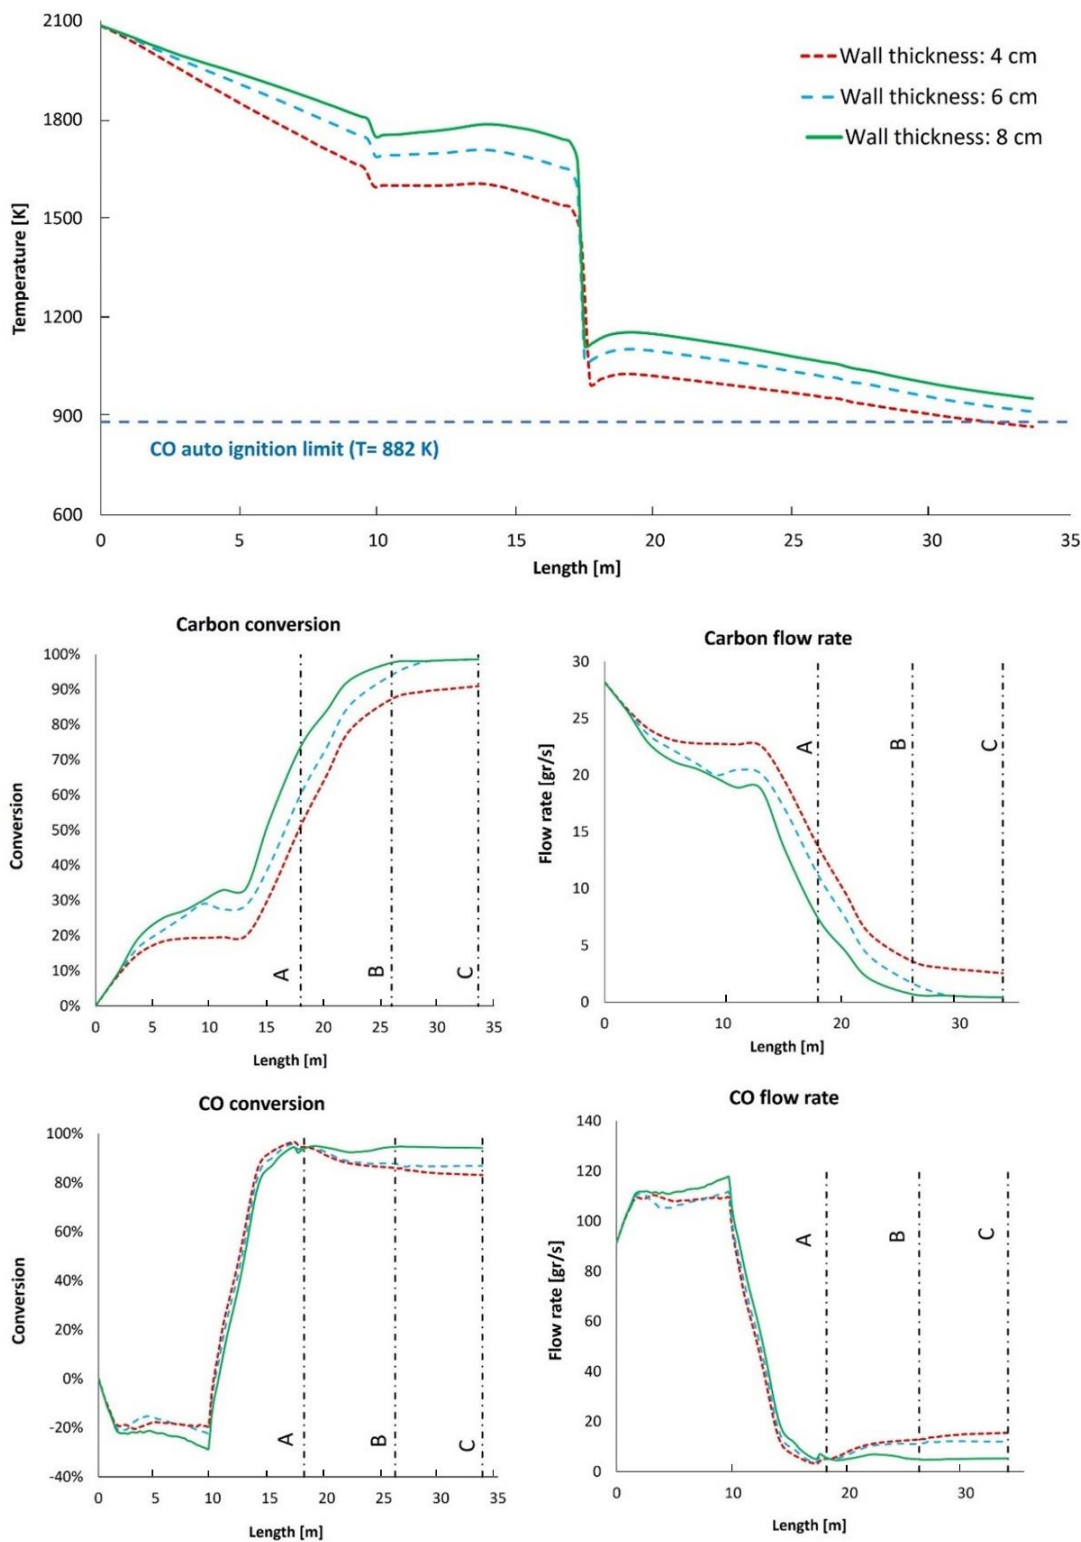 2100
1800
1500
1200
900
600
Temperature [K]
Wall thickness: 4 cm
Wall thickness: 6 cm
Wall thickness: 8 cm
CO auto ignition limit (T= 882 K)
0 5 10 15 20 25 30 35
Length [m]
Carbon conversion
100%
90%
80%
70%
60%
50%
40%
30%
20%
10%
0%
Conversion
A B C
0 5 10 15 20 25 30 35
Length [m]
Carbon flow rate
30
25
20
15
10
5
0
Flow rate [gr/s]
A B C
0 10 20 30
Length [m]
CO conversion
100%
80%
60%
40%
20%
0%
-20%
-40%
Conversion
A B C
0 5 10 15 20 25 30 35
Length [m]
CO flow rate
140
120
100
80
60
40
20
0
Flow rate [gr/s]
A B C
0 10 20 30
Length [m]